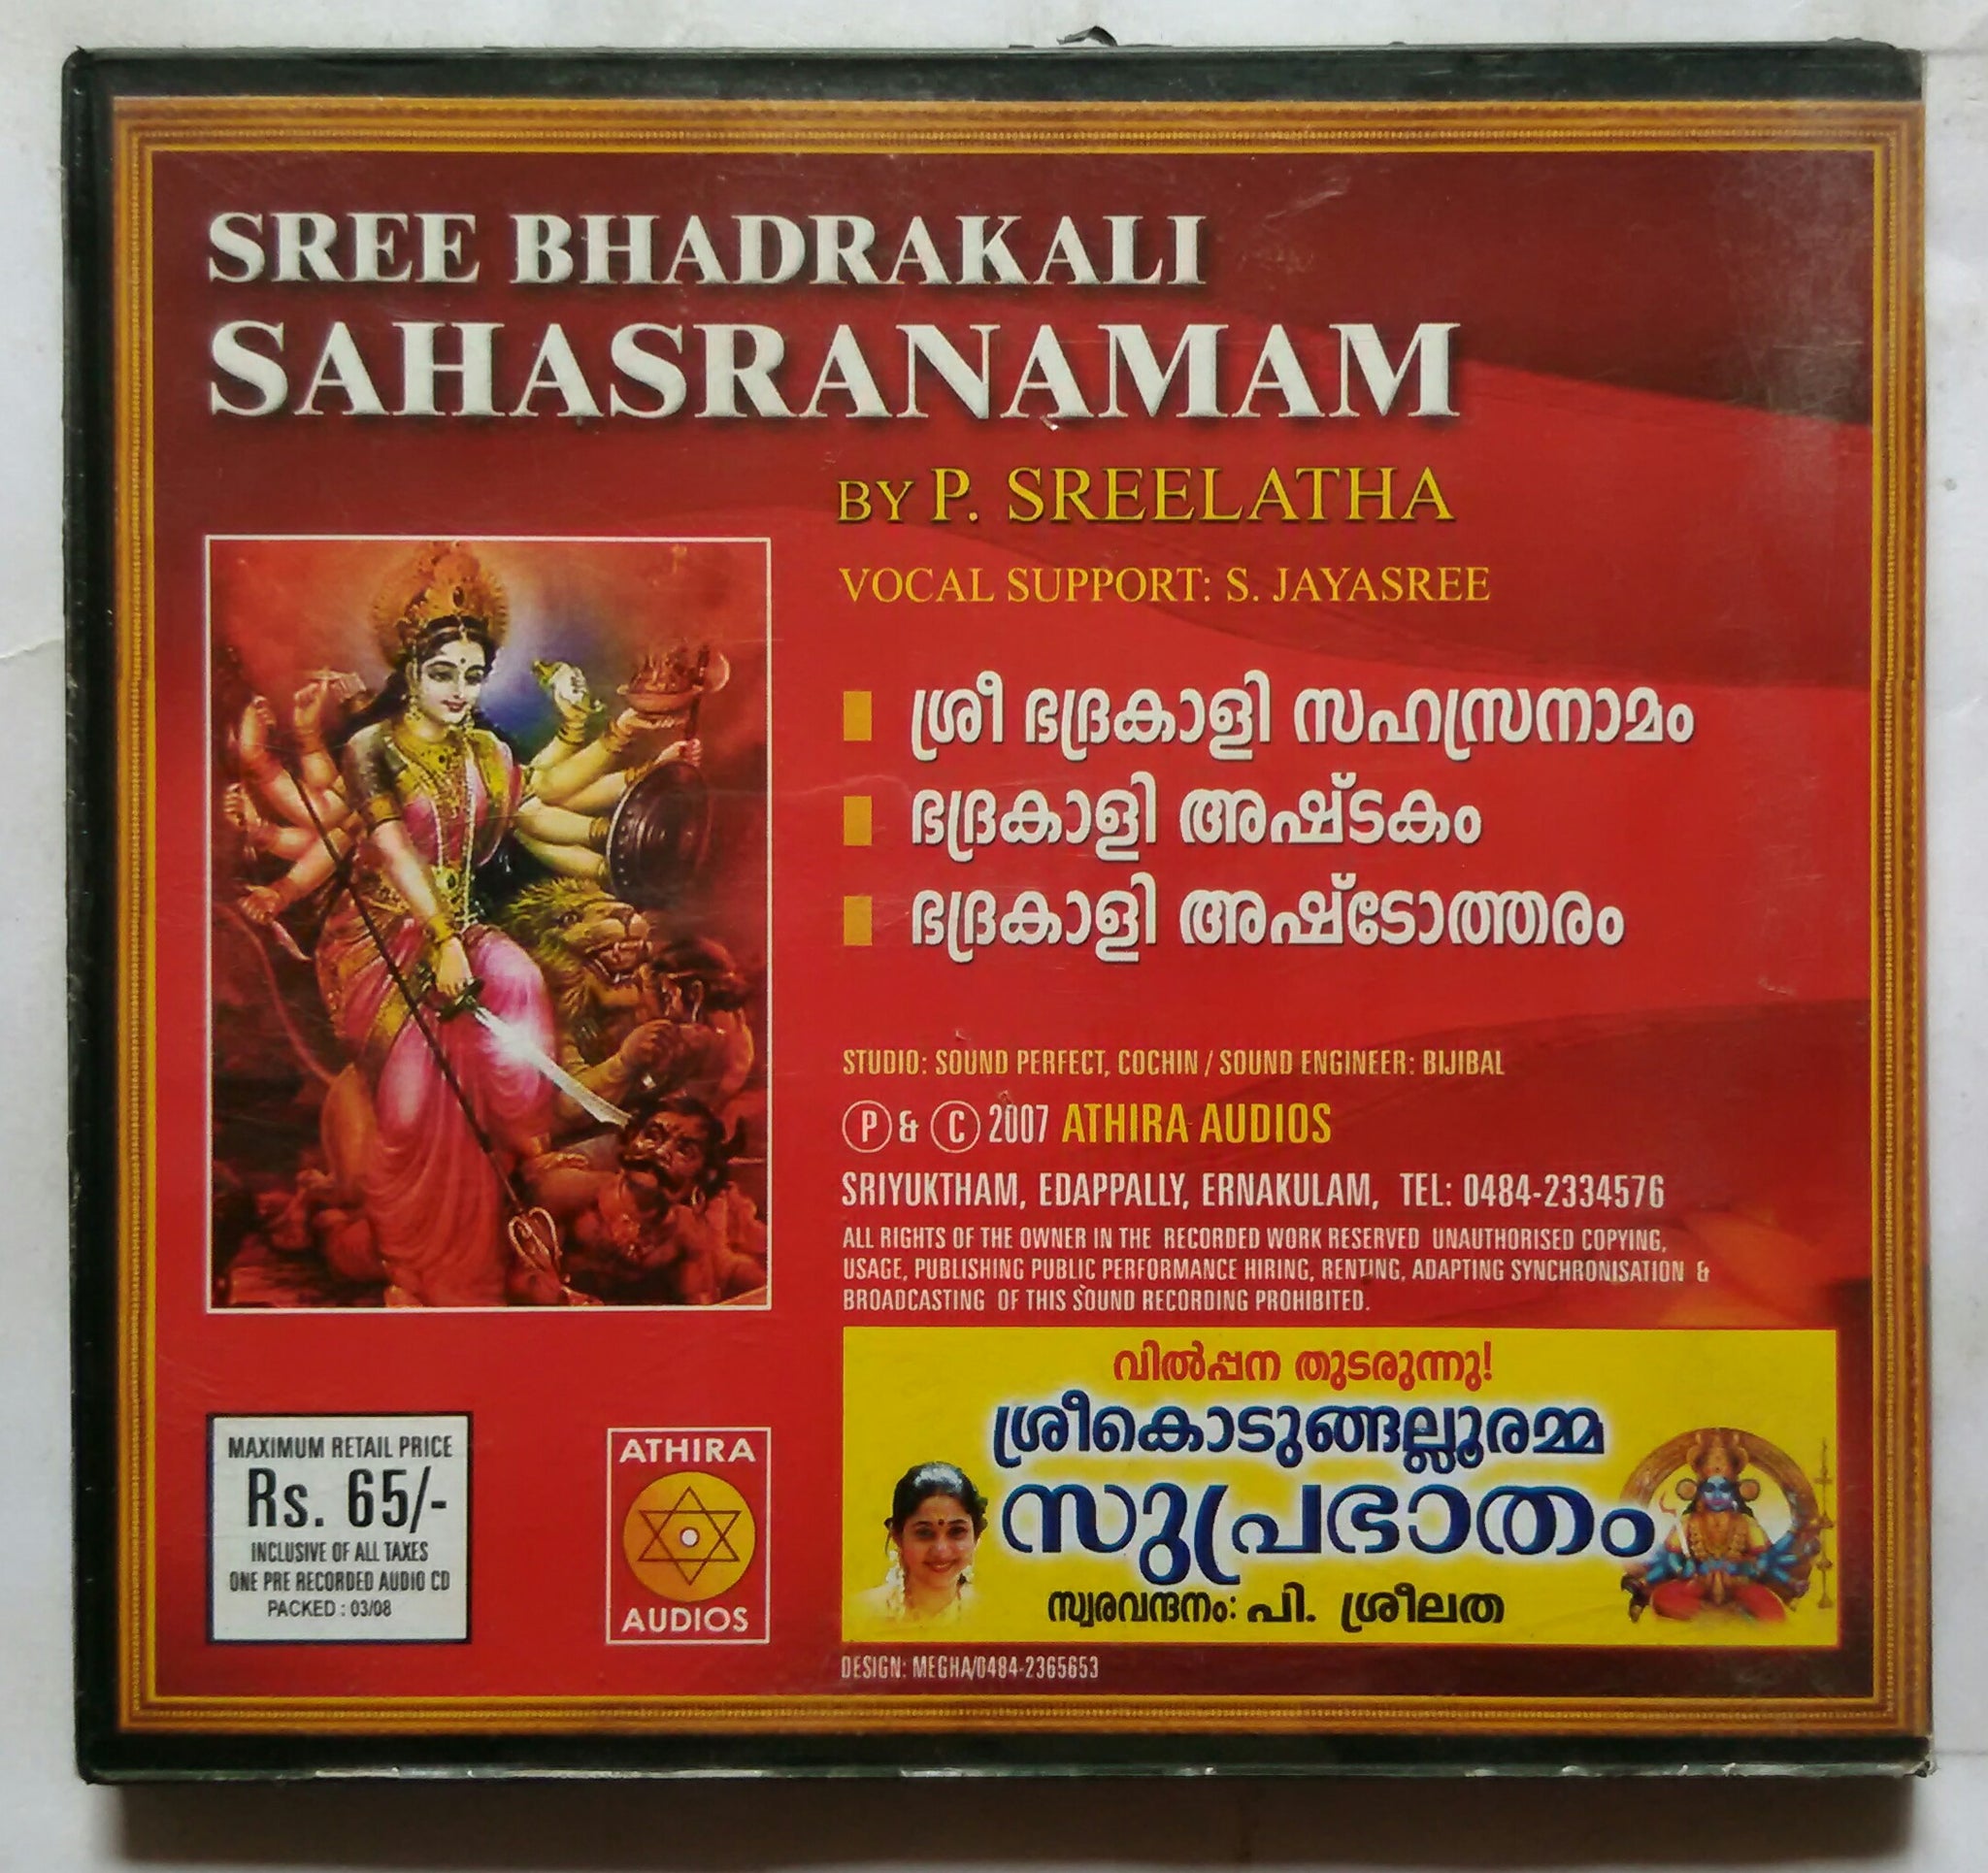 SREE BHADRAKALI
SAHASRANAMAM
BY P. SREELATHA
VOCAL SUPPORT: S. JAYASREE
ശ്രീ ഭദ്രകാളി സഹസ്രനാമം
ഭദ്രകാളി അഷ്ടകം
ഭദ്രകാളി അഷ്ടോത്തരം
STUDIO: SOUND PERFECT, COCHIN / SOUND ENGINEER: BIJIBAL
Ⓟ & Ⓒ 2007 ATHIRA AUDIOS
SRIYUKTHAM, EDAPPALLY, ERNAKULAM, TEL: 0484-2334576
ALL RIGHTS OF THE OWNER IN THE RECORDED WORK RESERVED UNAUTHORISED COPYING,
USAGE, PUBLISHING PUBLIC PERFORMANCE HIRING, RENTING, ADAPTING SYNCHRONISATION &
BROADCASTING OF THIS SOUND RECORDING PROHIBITED.
വിൽപ്പന തുടരുന്നു!
ശ്രീകൊടുങ്ങല്ലൂരമ്മ
സുപ്രഭാതം
സ്വരവന്ദനം: പി. ശ്രീലത
DESIGN: MEGHA/0484-2365653
MAXIMUM RETAIL PRICE
Rs. 65/-
INCLUSIVE OF ALL TAXES
ONE PRE RECORDED AUDIO CD
PACKED : 03/08
ATHIRA
AUDIOS